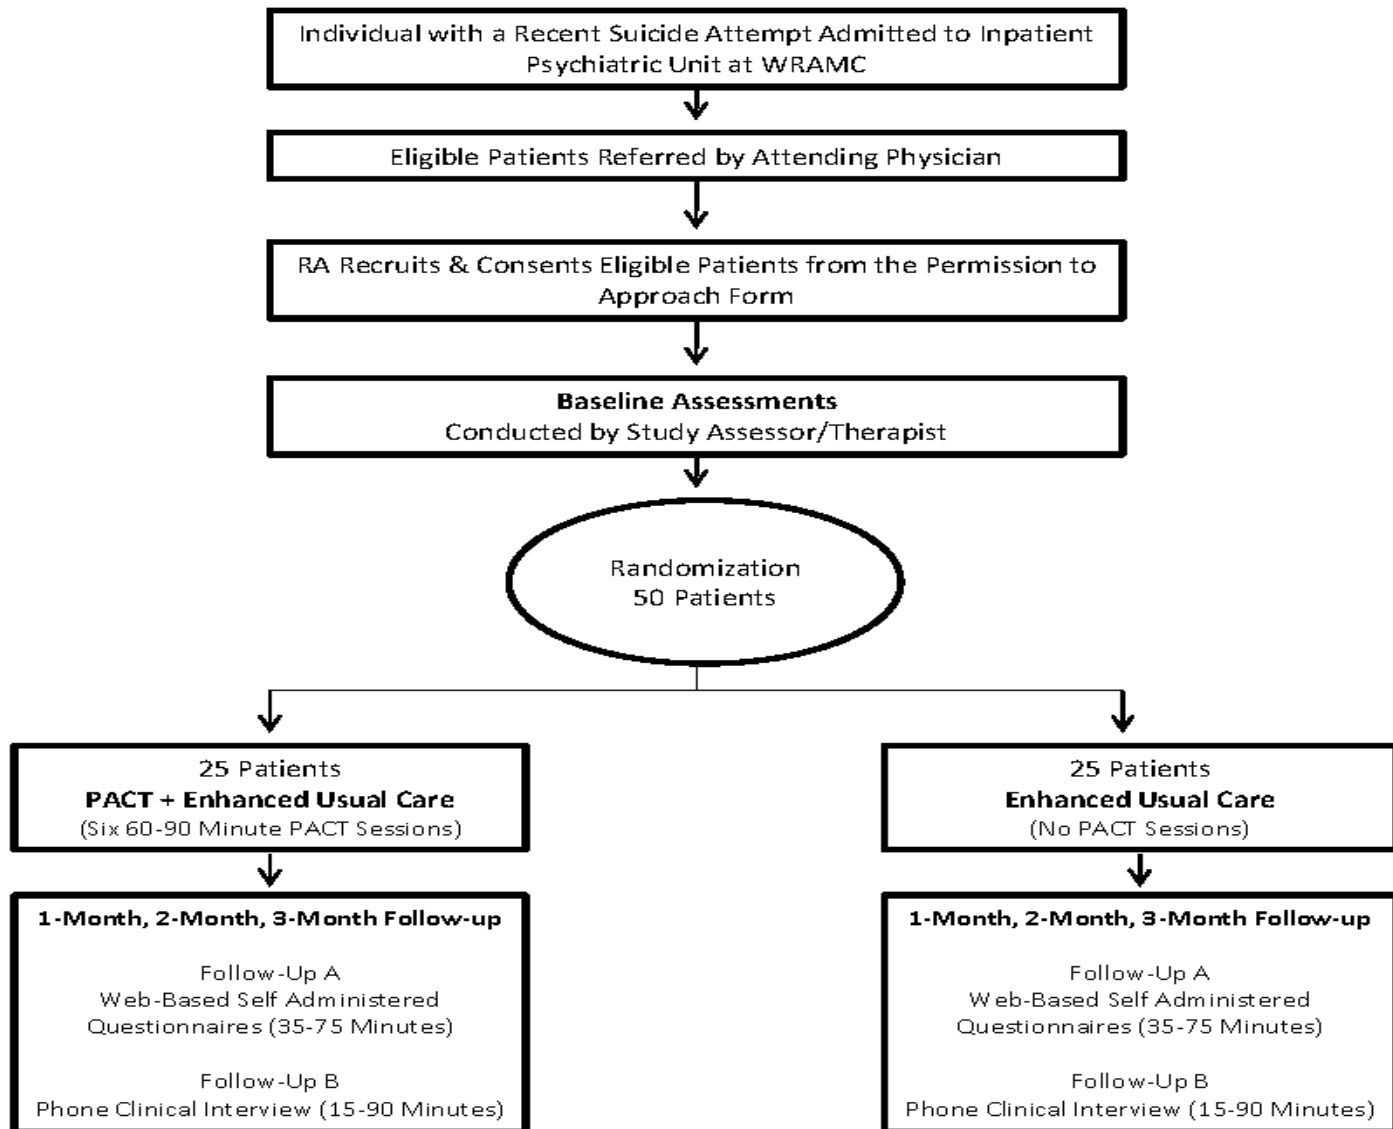 Individual with a Recent Suicide Attempt Admitted to Inpatient
Psychiatric Unit at WRAMC
Eligible Patients Referred by Attending Physician
RA Recruits & Consents Eligible Patients from the Permission to
Approach Form
Baseline Assessments
Conducted by Study Assessor/Therapist
Randomization
50 Patients
25 Patients
PACT + Enhanced Usual Care
(Six 60-90 Minute PACT Sessions)
25 Patients
Enhanced Usual Care
(No PACT Sessions)
1-Month, 2-Month, 3-Month Follow-up
Follow-Up A
Web-Based Self Administered
Questionnaires (35-75 Minutes)
Follow-Up B
Phone Clinical Interview (15-90 Minutes)
1-Month, 2-Month, 3-Month Follow-up
Follow-Up A
Web-Based Self Administered
Questionnaires (35-75 Minutes)
Follow-Up B
Phone Clinical Interview (15-90 Minutes)